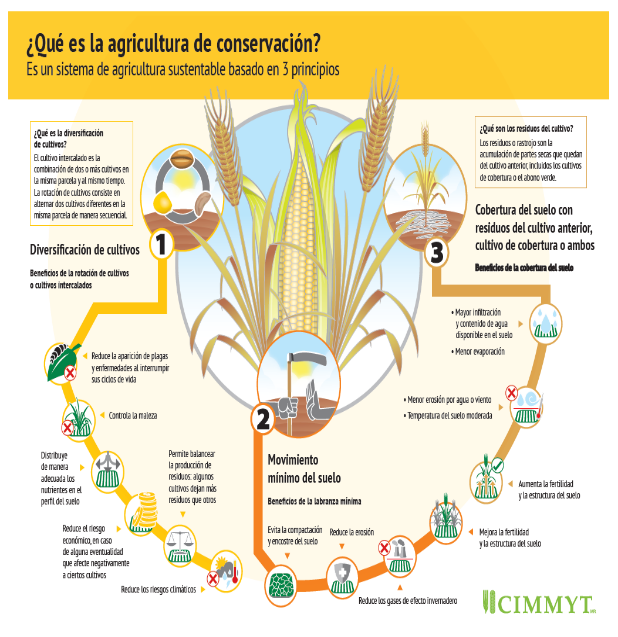 ¿Qué es la agricultura de conservación?
Es un sistema de agricultura sustentable basado en 3 principios
¿Qué es la diversificación
de cultivos?
El cultivo intercalado es la
combinación de dos o más cultivos en
la misma parcela y al mismo tiempo.
La rotación de cultivos consiste en
alternar dos cultivos diferentes en la
misma parcela de manera secuencial.
1
Diversificación de cultivos
Beneficios de la rotación de cultivos
o cultivos intercalados
Reduce la aparición de plagas
y enfermedades al interrumpir
sus ciclos de vida
Controla la maleza
Distribuye
de manera
adecuada los
nutrientes en el
perfil del suelo
Reduce el riesgo
económico, en caso
de alguna eventualidad
que afecte negativamente
a ciertos cultivos
Permite balancear
la producción de
residuos: algunos
cultivos dejan más
residuos que otros
Reduce los riesgos climáticos
2
Movimiento
mínimo del suelo
Beneficios de la labranza mínima
Evita la compactación
y encostre del suelo
Reduce la erosión
Reduce los gases de efecto invernadero
Mejora la fertilidad
y la estructura del suelo
¿Qué son los residuos del cultivo?
Los residuos o rastrojo son la
acumulación de partes secas que quedan
del cultivo anterior, incluidos los cultivos
de cobertura o el abono verde.
3
Cobertura del suelo con
residuos del cultivo anterior,
cultivo de cobertura o ambos
Beneficios de la cobertura del suelo
• Mayor infiltración
y contenido de agua
disponible en el suelo
• Menor evaporación
• Menor erosión por agua o viento
• Temperatura del suelo moderada
Aumenta la fertilidad
y la estructura del suelo
CIMMYT